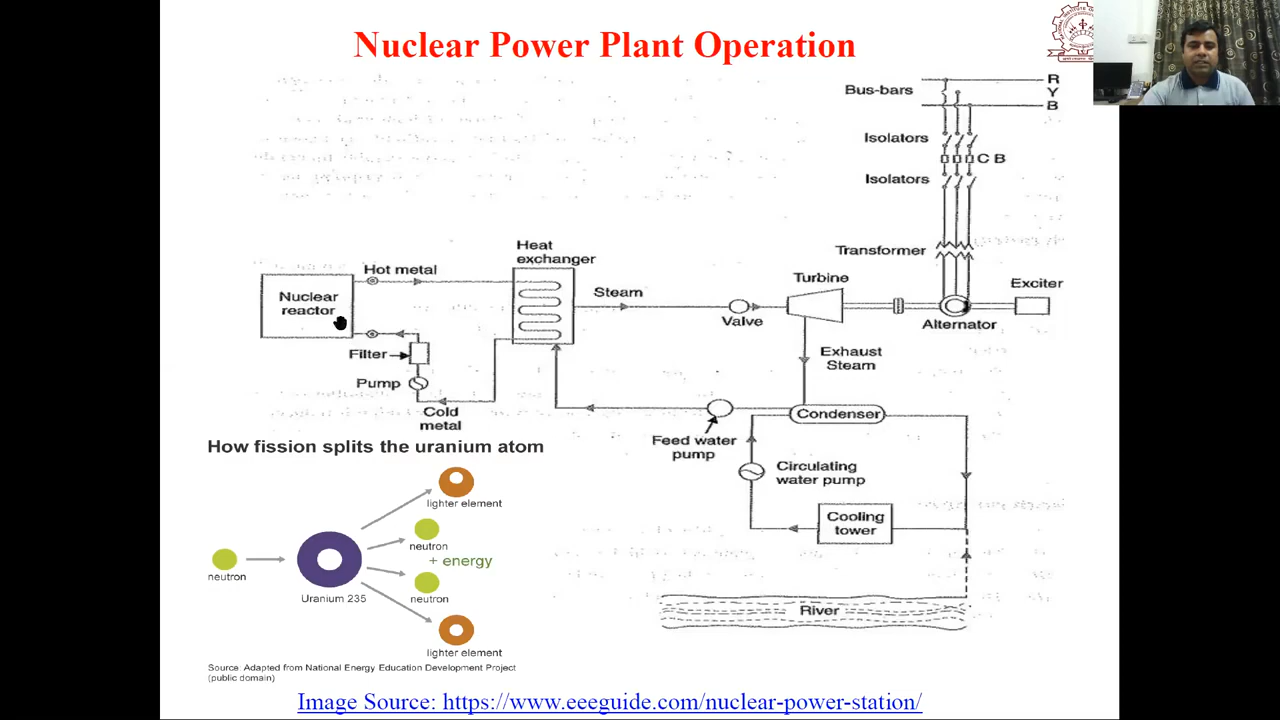 Nuclear Power Plant Operation
Bus-bars
R
Y
B
Isolators
C B
Isolators
Transformer
Heat
exchanger
Hot metal
Nuclear
reactor
Steam
Valve
Turbine
Exciter
Alternator
Filter
Pump
Cold
metal
Exhaust
Steam
Condenser
Feed water
pump
Circulating
water pump
Cooling
tower
River
How fission splits the uranium atom
lighter element
neutron
+ energy
neutron
Uranium 235
neutron
lighter element
Source: Adapted from National Energy Education Development Project
(public domain)
Image Source: https://www.eeeguide.com/nuclear-power-station/